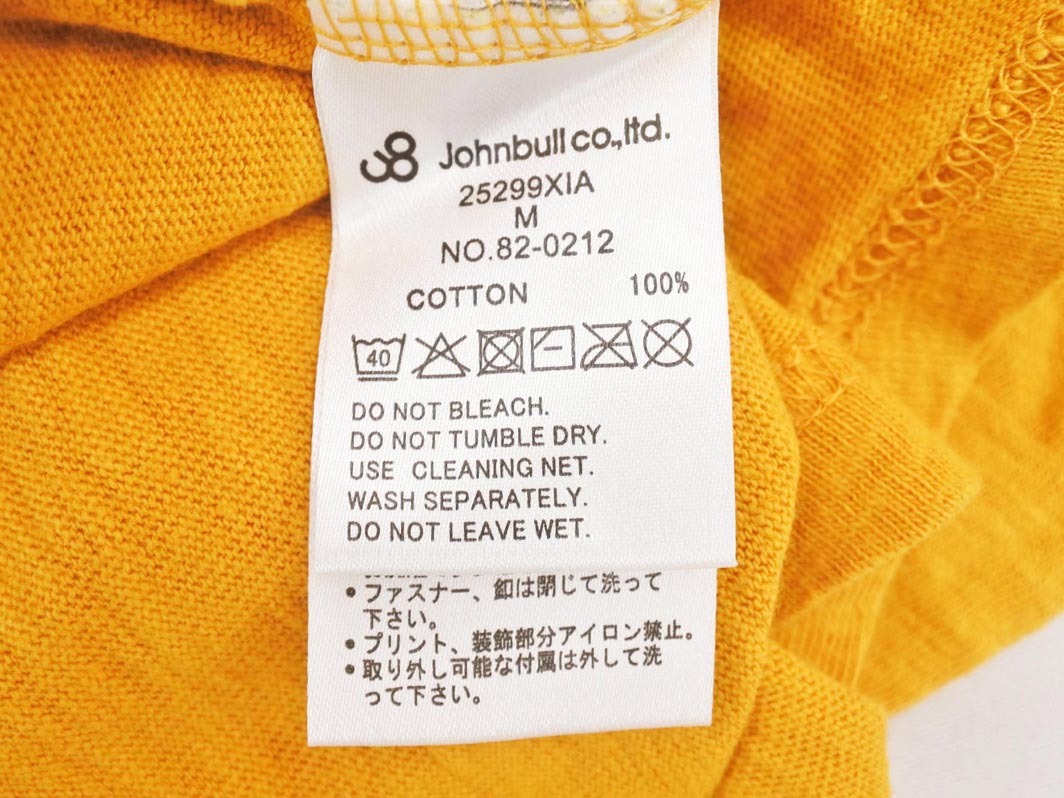 Johnbull co.,ltd.
25299XIA
M
NO.82-0212
COTTON 100%
40
DO NOT BLEACH.
DO NOT TUMBLE DRY.
USE CLEANING NET.
WASH SEPARATELY.
DO NOT LEAVE WET.
●ファスナー、釦は閉じて洗って
下さい。
●プリント、装飾部分アイロン禁止。
●取り外し可能な付属は外して洗
って下さい。